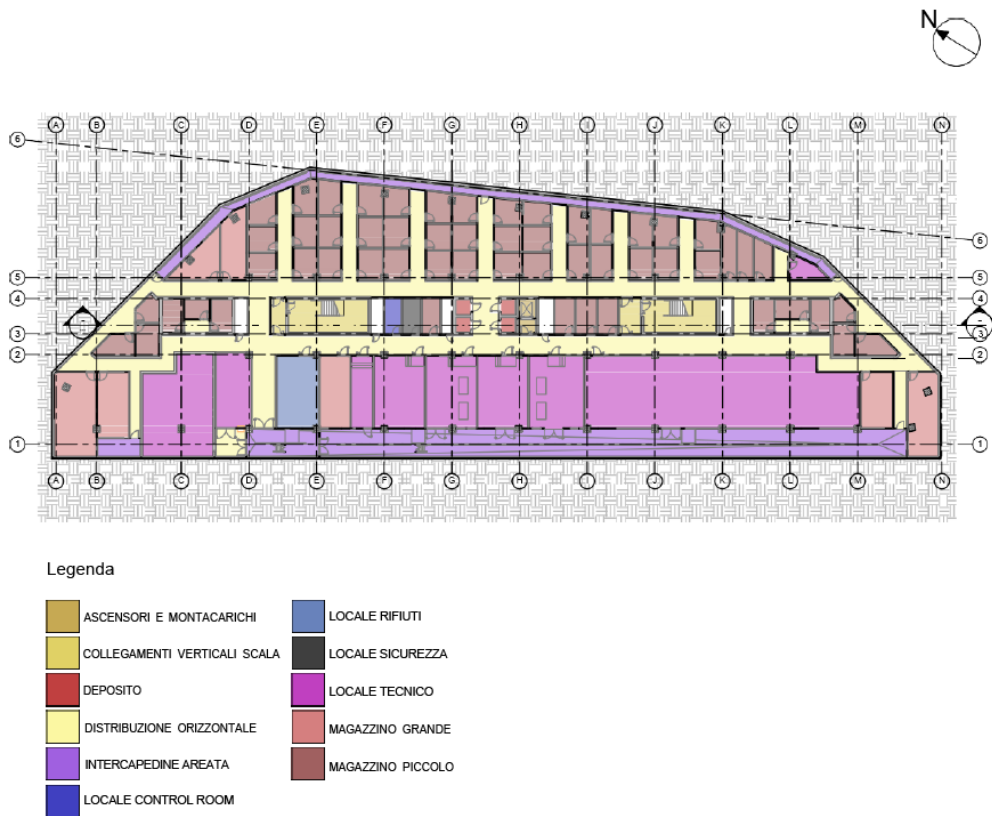 N
A B C D E F G H I J K L M N
6
6
5 5
4 4
3 3
2 2
1 1
A B C D E F G H I J K L M N
Legenda
ASCENSORI E MONTACARICHI
COLLEGAMENTI VERTICALI SCALA
DEPOSITO
DISTRIBUZIONE ORIZZONTALE
INTERCAPEDINE AREATA
LOCALE CONTROL ROOM
LOCALE RIFIUTI
LOCALE SICUREZZA
LOCALE TECNICO
MAGAZZINO GRANDE
MAGAZZINO PICCOLO